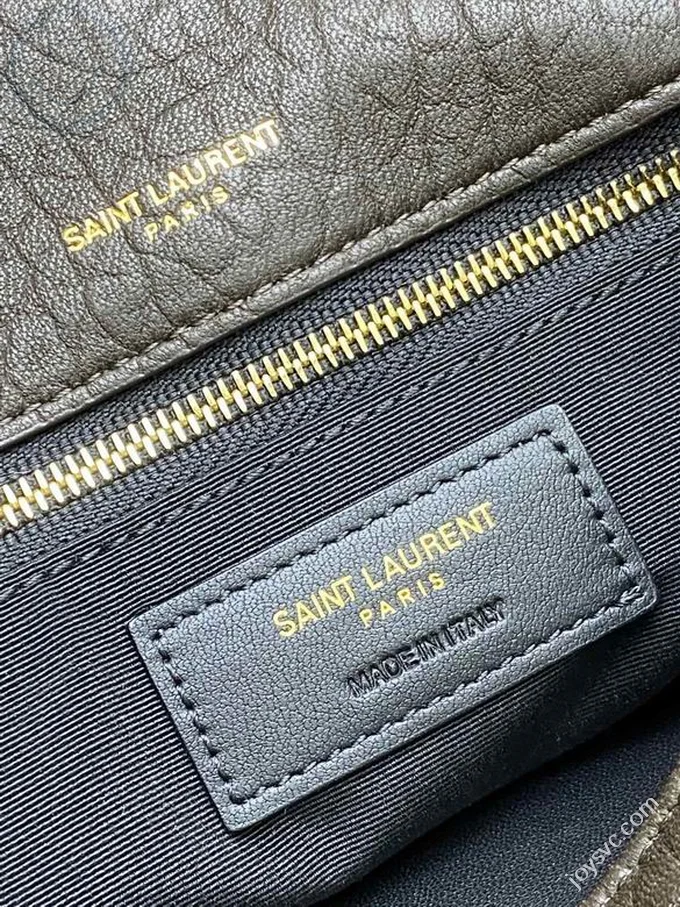 SAINT LAURENT
PARIS
SAINT LAURENT
PARIS
MADE IN ITALY
joysvc.com